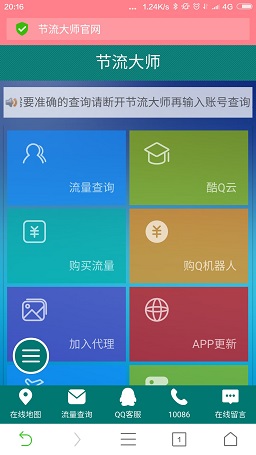 20:16
1.24K/s
4G
节流大师官网
节流大师
要准确的查询请断开节流大师再输入账号查询
流量查询
酷Q云
购买流量
购Q机器人
加入代理
APP更新
在线地图
流量查询
QQ客服
10086
在线留言
1